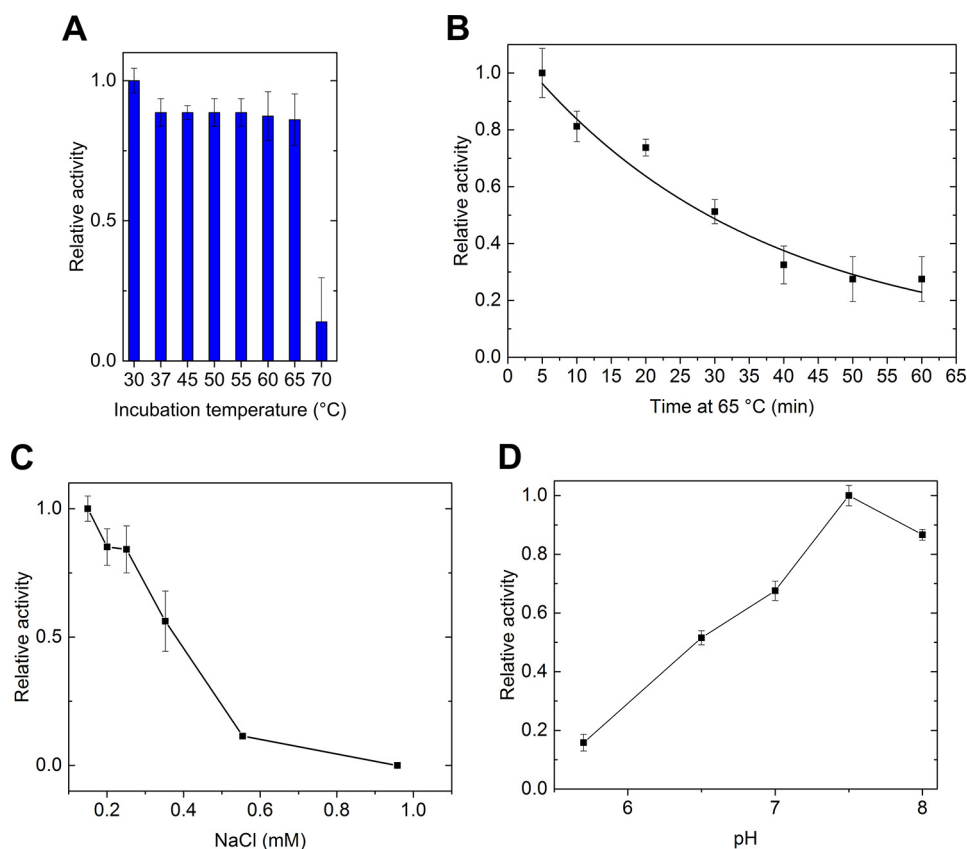 A
Relative activity
1.0
0.5
0.0
30 37 45 50 55 60 65 70
Incubation temperature (°C)
B
Relative activity
1.0
0.8
0.6
0.4
0.2
0.0
0 5 10 15 20 25 30 35 40 45 50 55 60 65
Time at 65 °C (min)
C
Relative activity
1.0
0.5
0.0
0.2 0.4 0.6 0.8 1.0
NaCl (mM)
D
Relative activity
1.0
0.8
0.6
0.4
0.2
0.0
6 7 8
pH